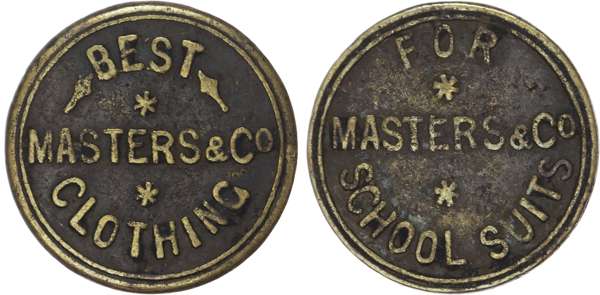 BEST
*
MASTERS & Co
*
CLOTHING
FOR
*
MASTERS & Co
*
SCHOOL SUITS